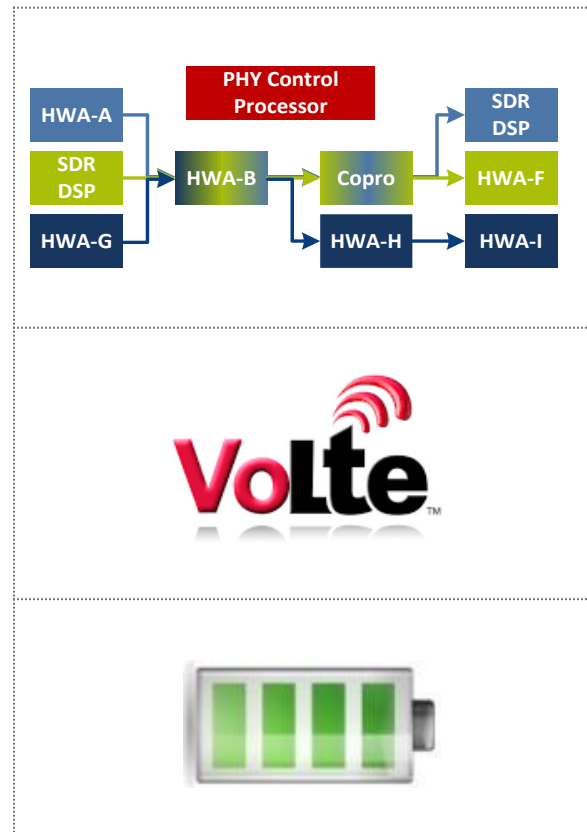 PHY Control
Processor
HWA-A
SDR
DSP
SDR
DSP
HWA-B
Copro
HWA-F
HWA-G
HWA-H
HWA-I
VoLte
TM